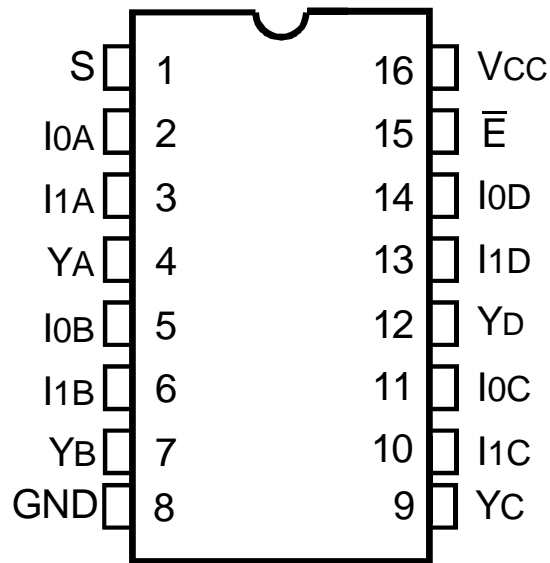 S 1 16 VCC
I0A 2 15 E̅
I1A 3 14 I0D
YA 4 13 I1D
I0B 5 12 YD
I1B 6 11 I0C
YB 7 10 I1C
GND 8 9 YC